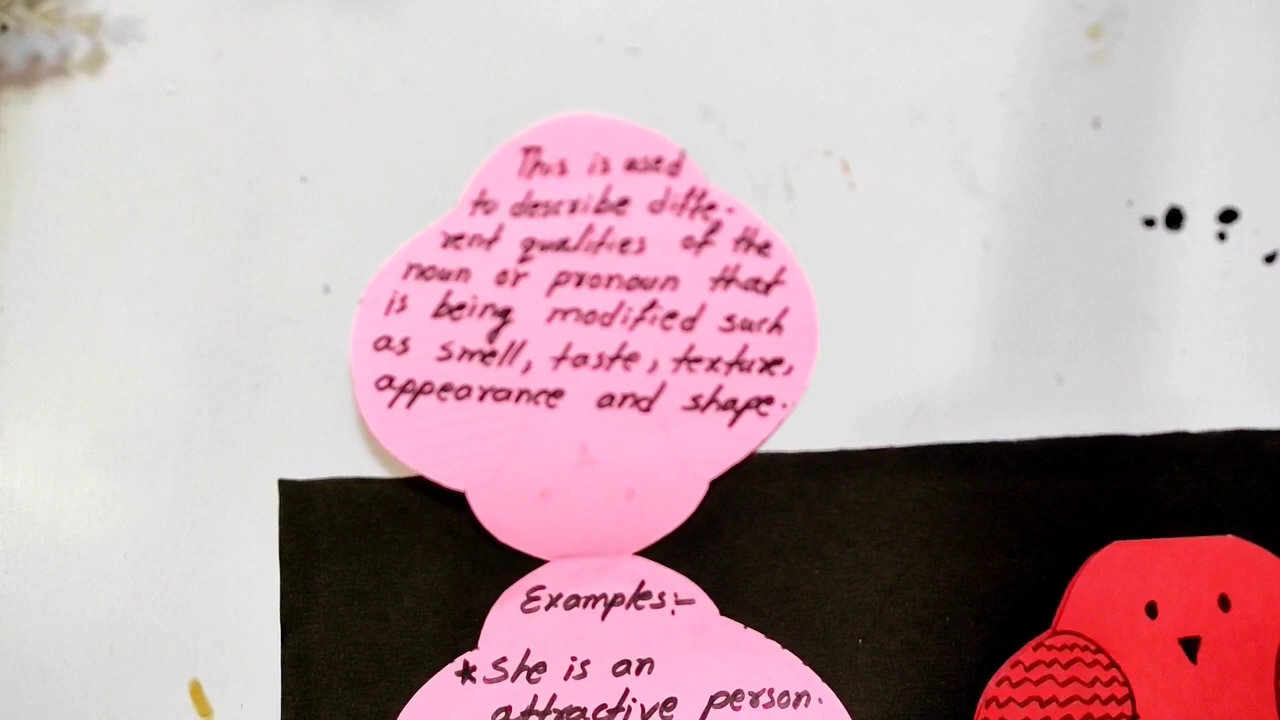 This is used
to describe diffe-
rent qualities of the
noun or pronoun that
is being modified such
as smell, taste, texture,
appearance and shape.
Examples:-
*She is an
attractive person.